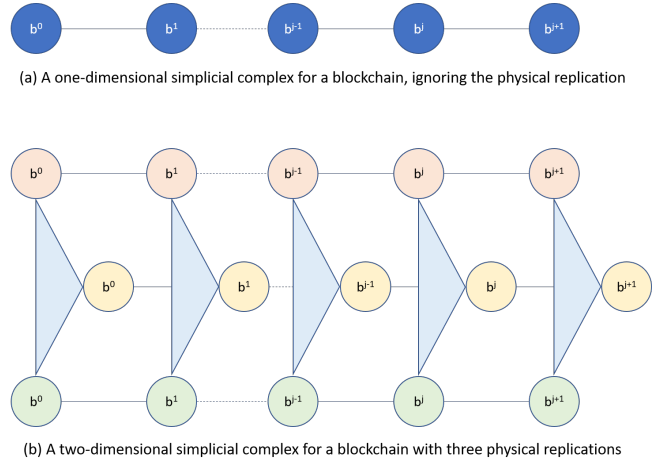 b⁰ b¹ bʲ⁻¹ bʲ bʲ⁺¹
(a) A one-dimensional simplicial complex for a blockchain, ignoring the physical replication
b⁰ b¹ bʲ⁻¹ bʲ bʲ⁺¹
b⁰ b¹ bʲ⁻¹ bʲ bʲ⁺¹
b⁰ b¹ bʲ⁻¹ bʲ bʲ⁺¹
(b) A two-dimensional simplicial complex for a blockchain with three physical replications